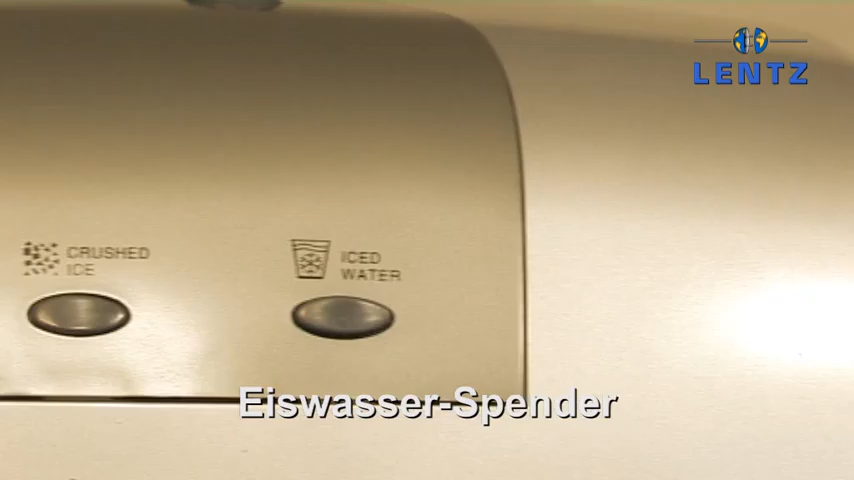 LENTZ
CRUSHED
ICE
ICED
WATER
Eiswasser-Spender